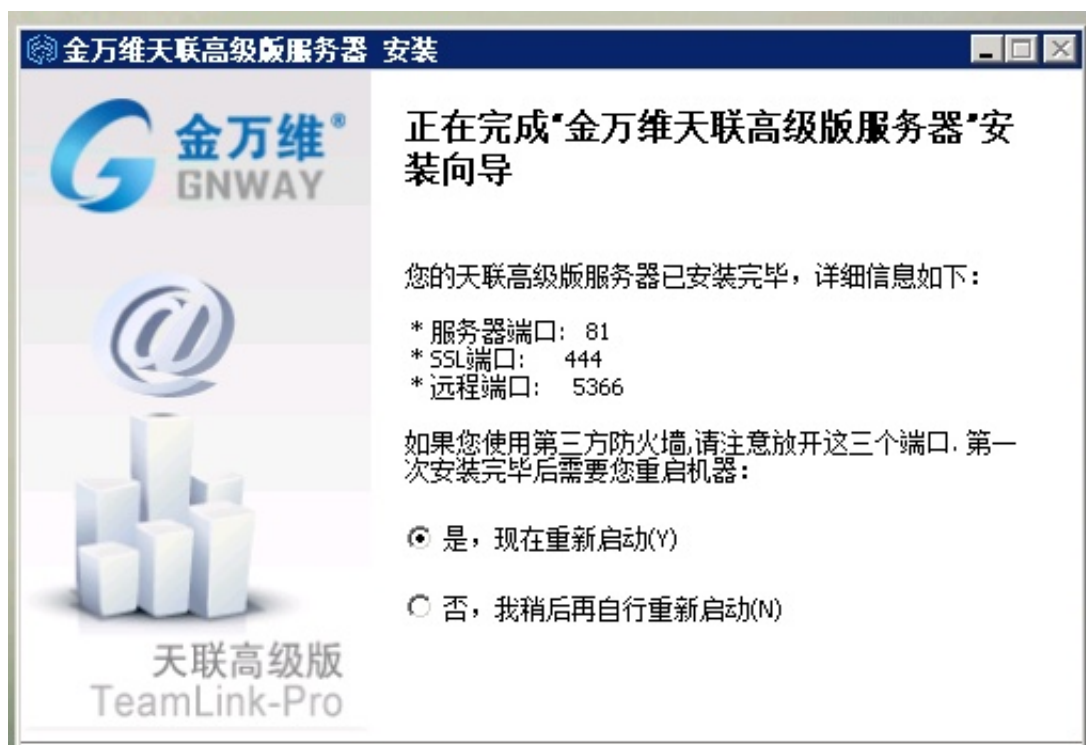 金万维天联高级版服务器 安装
金万维®
GNWAY
正在完成“金万维天联高级版服务器”安
装向导
您的天联高级版服务器已安装完毕，详细信息如下：
* 服务器端口: 81
* SSL端口: 444
* 远程端口: 5366
如果您使用第三方防火墙,请注意放开这三个端口. 第一
次安装完毕后需要您重启机器：
是，现在重新启动(Y)
否，我稍后再自行重新启动(N)
天联高级版
TeamLink-Pro